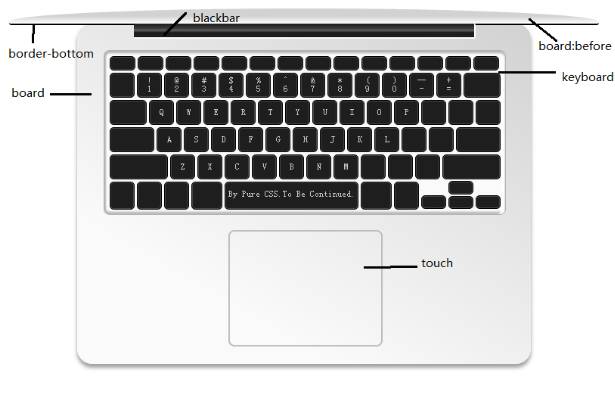 blackbar
border-bottom
board:before
keyboard
board
! @ # $ % ^ & * ( ) — +
1 2 3 4 5 6 7 8 9 0 - =
Q W E R T Y U I O P
A S D F G H J K L
Z X C V B N M
By Pure CSS.To Be Continued.
touch